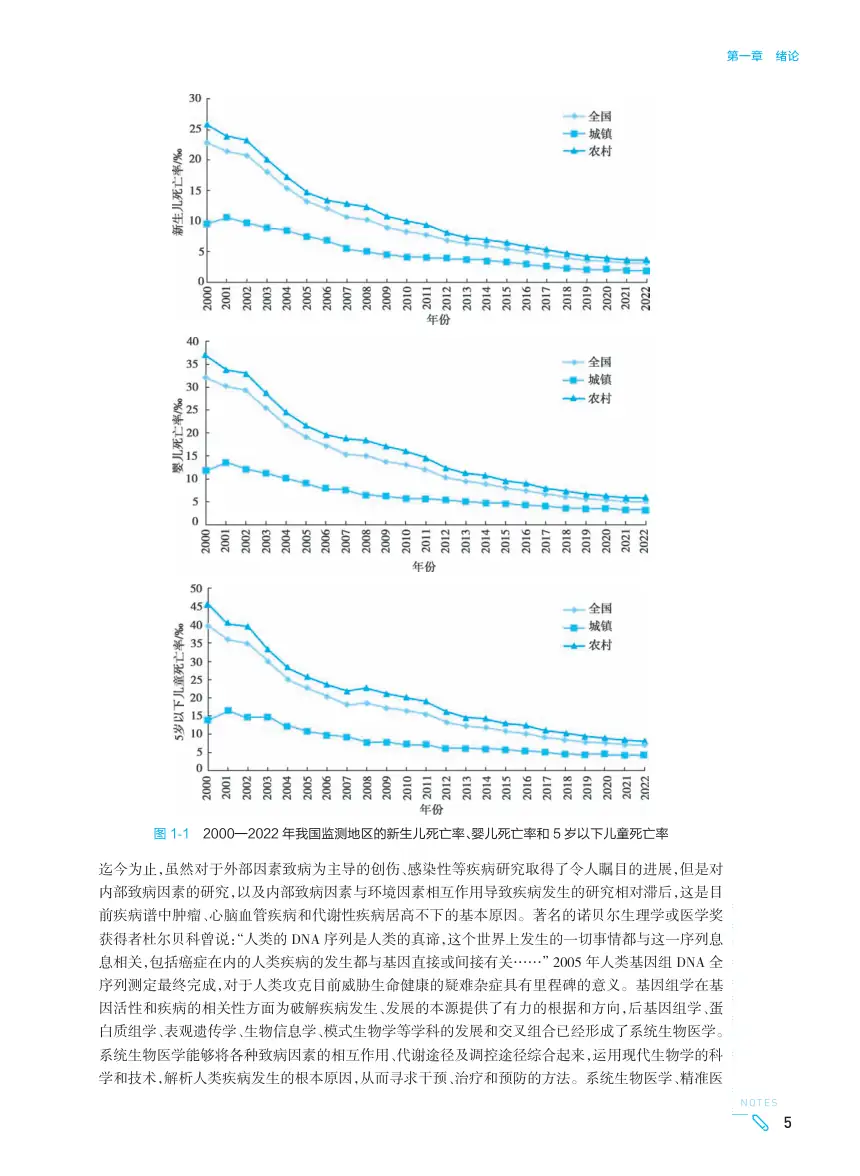 第一章 绪论
30
25
20
15
10
5
0
新生儿死亡率/‰
全国
城镇
农村
2000 2001 2002 2003 2004 2005 2006 2007 2008 2009 2010 2011 2012 2013 2014 2015 2016 2017 2018 2019 2020 2021 2022
年份
40
35
30
25
20
15
10
5
0
婴儿死亡率/‰
全国
城镇
农村
2000 2001 2002 2003 2004 2005 2006 2007 2008 2009 2010 2011 2012 2013 2014 2015 2016 2017 2018 2019 2020 2021 2022
年份
50
45
40
35
30
25
20
15
10
5
0
5岁以下儿童死亡率/‰
全国
城镇
农村
2000 2001 2002 2003 2004 2005 2006 2007 2008 2009 2010 2011 2012 2013 2014 2015 2016 2017 2018 2019 2020 2021 2022
年份
图 1-1 2000—2022 年我国监测地区的新生儿死亡率、婴儿死亡率和 5 岁以下儿童死亡率
迄今为止,虽然对于外部因素致病为主导的创伤、感染性等疾病研究取得了令人瞩目的进展,但是对
内部致病因素的研究,以及内部致病因素与环境因素相互作用导致疾病发生的研究相对滞后,这是目
前疾病谱中肿瘤、心脑血管疾病和代谢性疾病居高不下的基本原因。著名的诺贝尔生理学或医学奖
获得者杜尔贝科曾说:“人类的 DNA 序列是人类的真谛,这个世界上发生的一切事情都与这一序列息
息相关,包括癌症在内的人类疾病的发生都与基因直接或间接有关……” 2005 年人类基因组 DNA 全
序列测定最终完成,对于人类攻克目前威胁生命健康的疑难杂症具有里程碑的意义。基因组学在基
因活性和疾病的相关性方面为破解疾病发生、发展的本源提供了有力的根据和方向,后基因组学、蛋
白质组学、表观遗传学、生物信息学、模式生物学等学科的发展和交叉组合已经形成了系统生物医学。
系统生物医学能够将各种致病因素的相互作用、代谢途径及调控途径综合起来,运用现代生物学的科
学和技术,解析人类疾病发生的根本原因,从而寻求干预、治疗和预防的方法。系统生物医学、精准医
NOTES
5